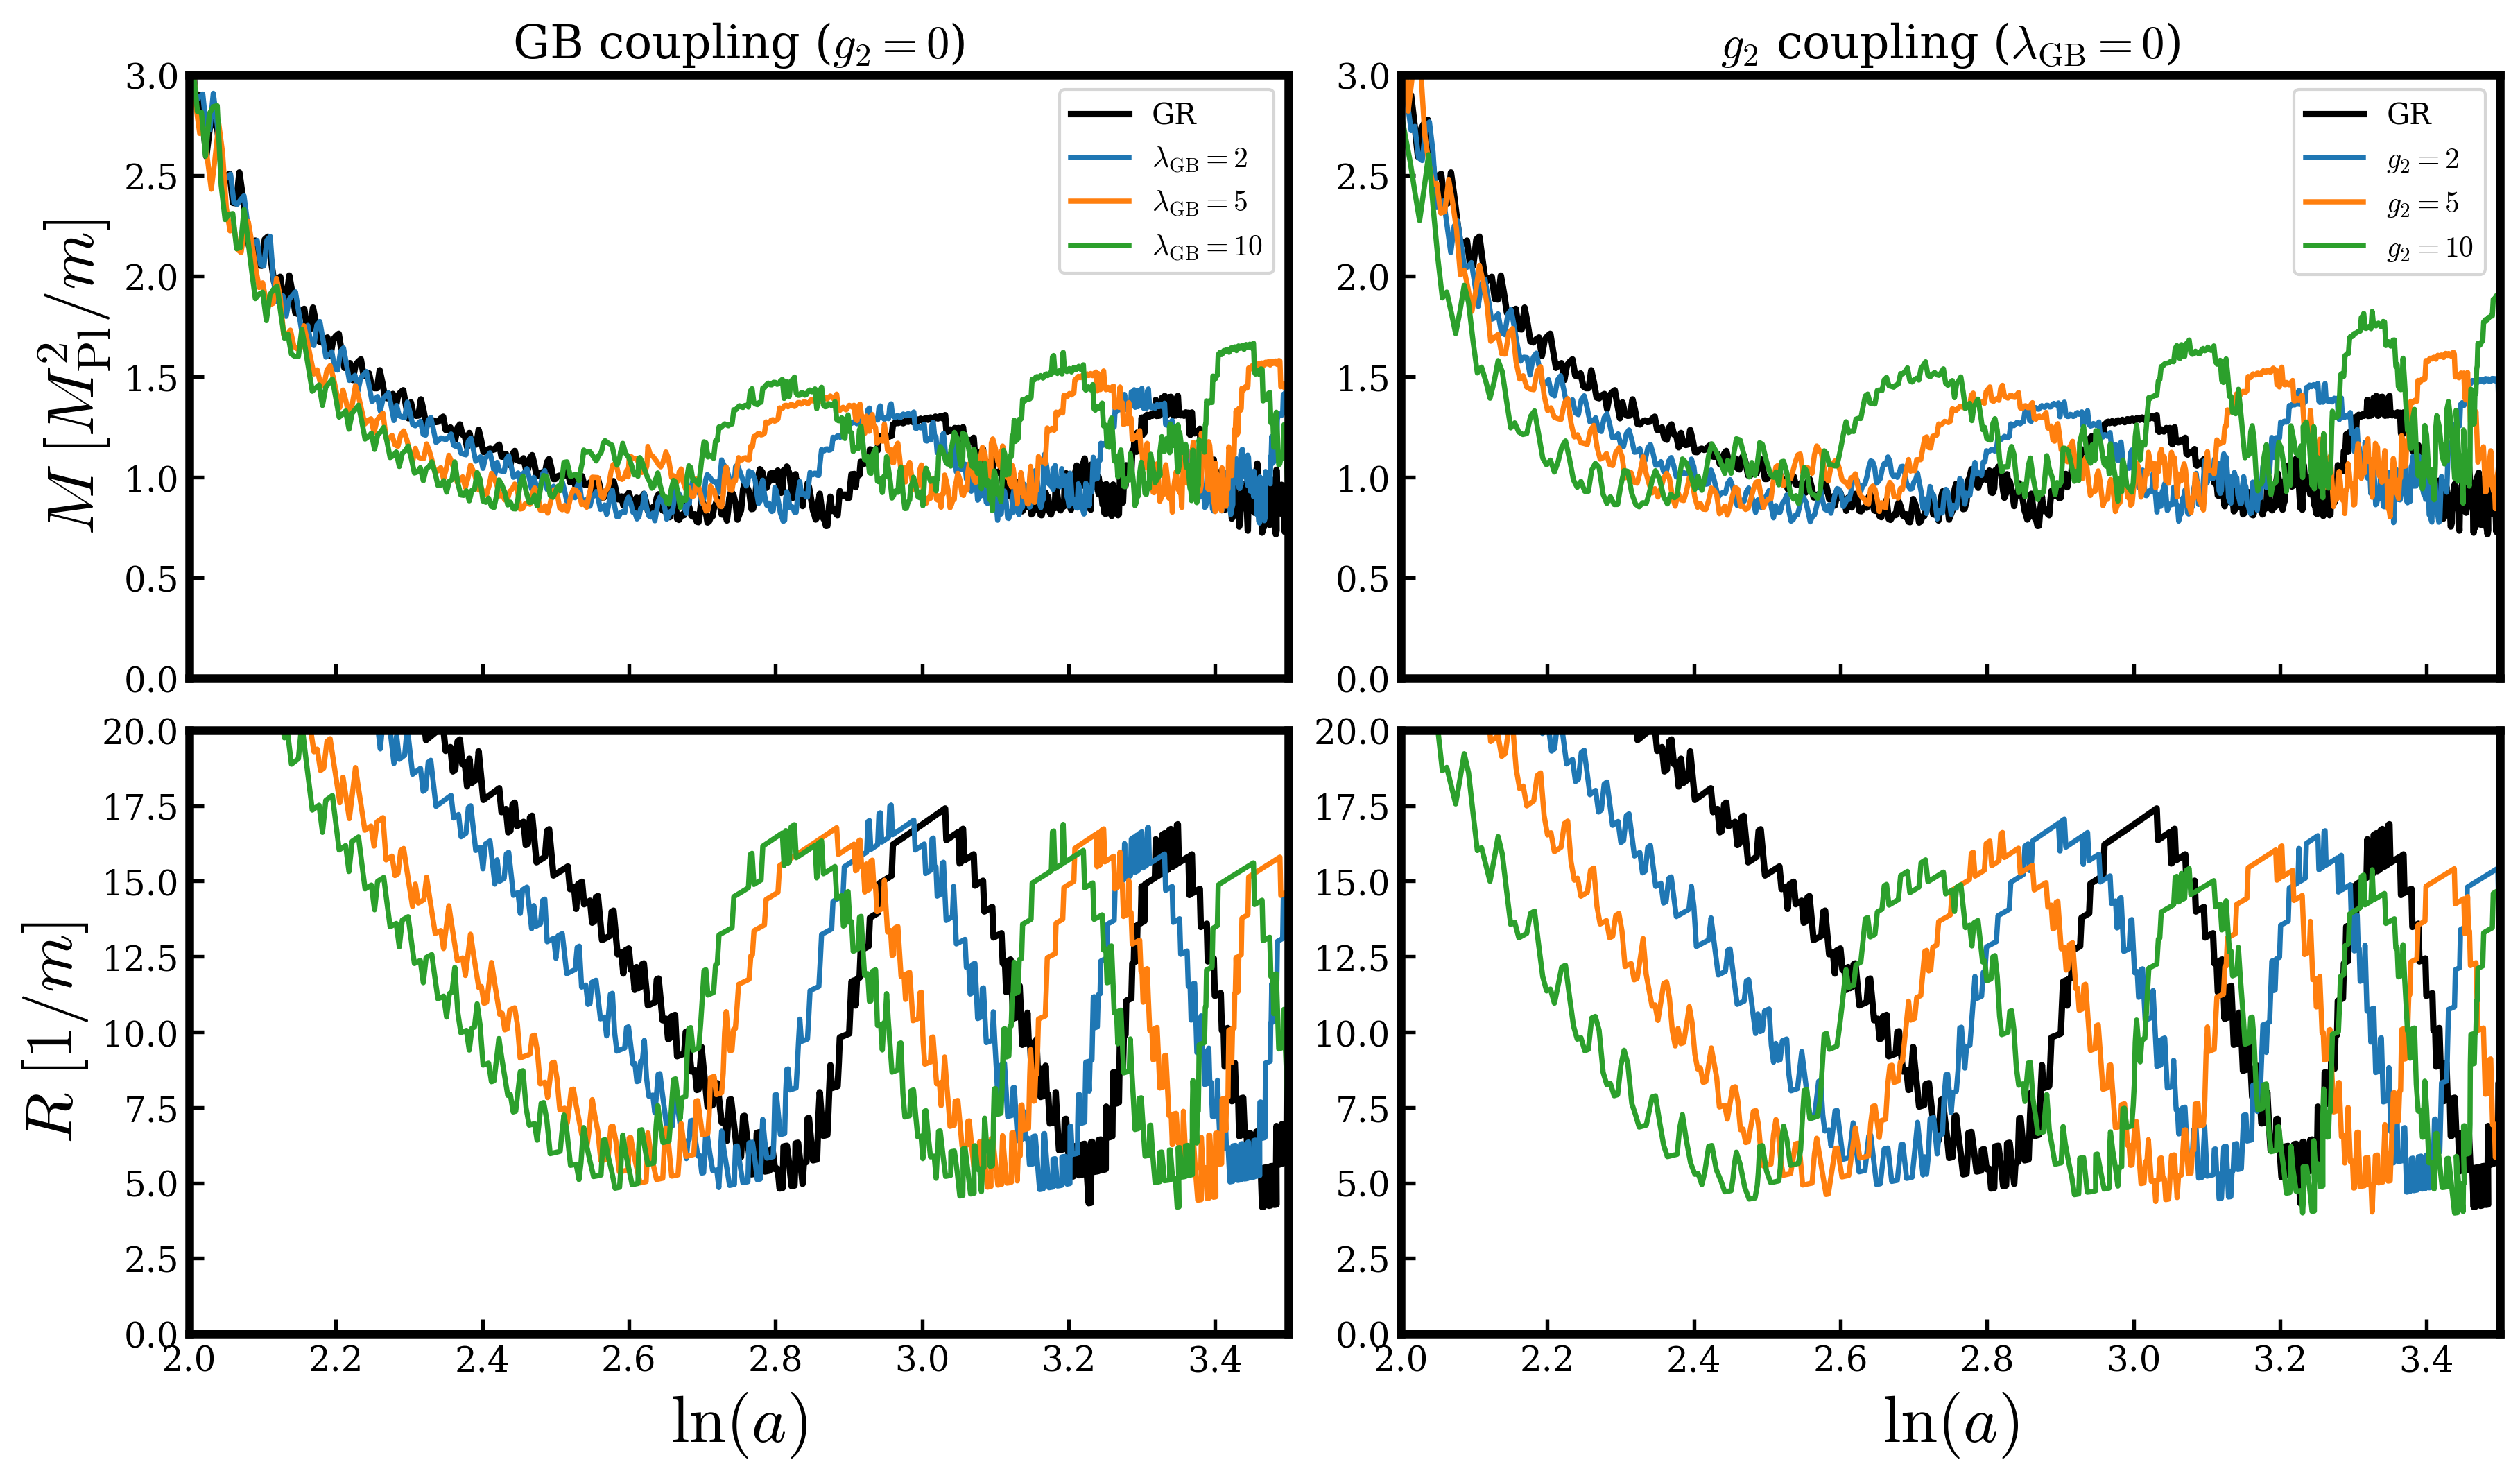 GB coupling (g₂ = 0)
g₂ coupling (λ_GB = 0)
M [M²_Pl/m]
3.0
2.5
2.0
1.5
1.0
0.5
0.0
GR
λ_GB = 2
λ_GB = 5
λ_GB = 10
3.0
2.5
2.0
1.5
1.0
0.5
0.0
GR
g₂ = 2
g₂ = 5
g₂ = 10
R [1/m]
20.0
17.5
15.0
12.5
10.0
7.5
5.0
2.5
0.0
2.0 2.2 2.4 2.6 2.8 3.0 3.2 3.4
ln(a)
20.0
17.5
15.0
12.5
10.0
7.5
5.0
2.5
0.0
2.0 2.2 2.4 2.6 2.8 3.0 3.2 3.4
ln(a)